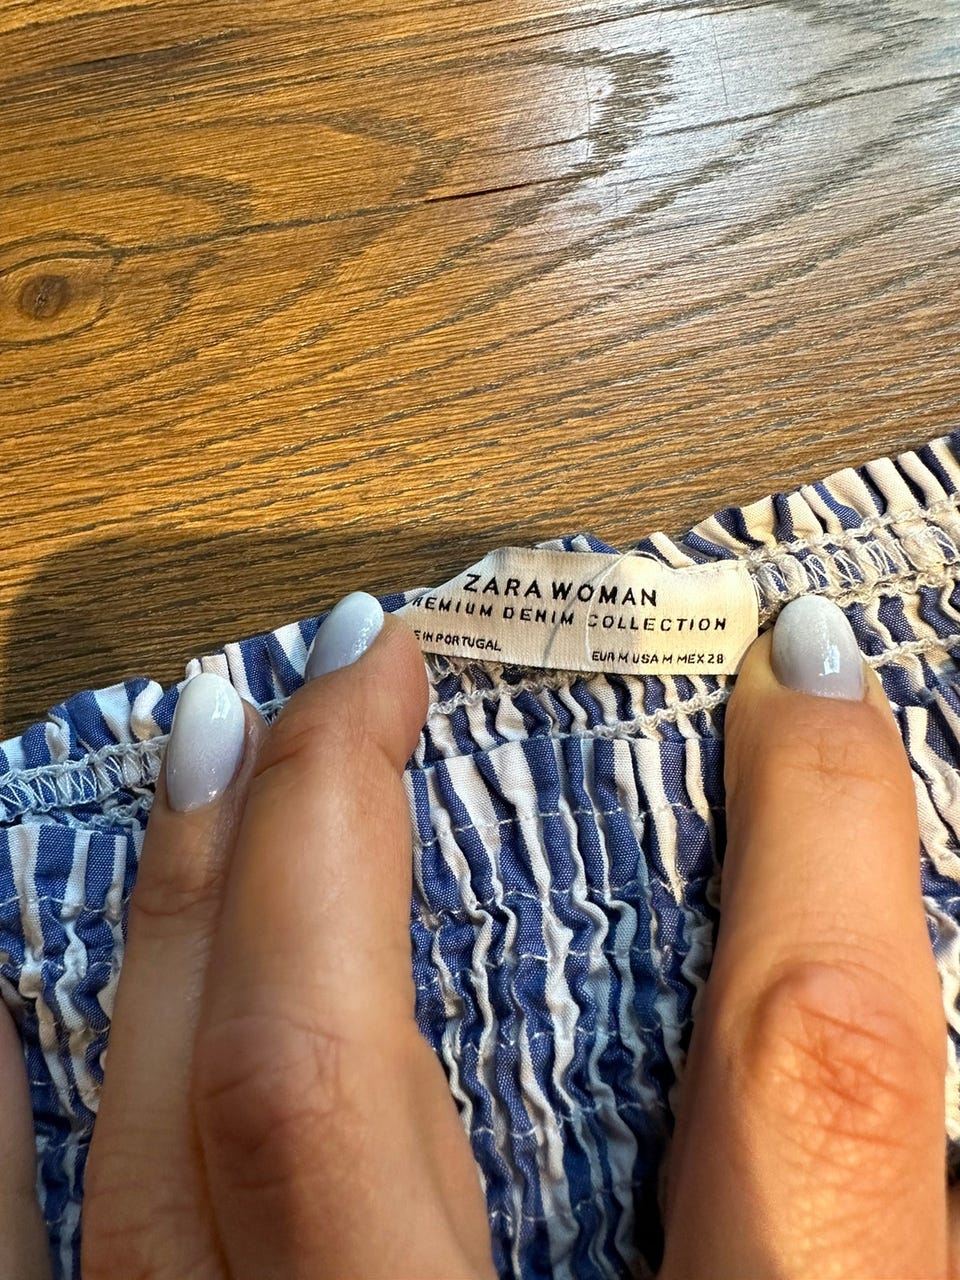 ZARA WOMAN
REMIUM DENIM COLLECTION
E IN PORTUGAL
EUR M USA M MEX 28